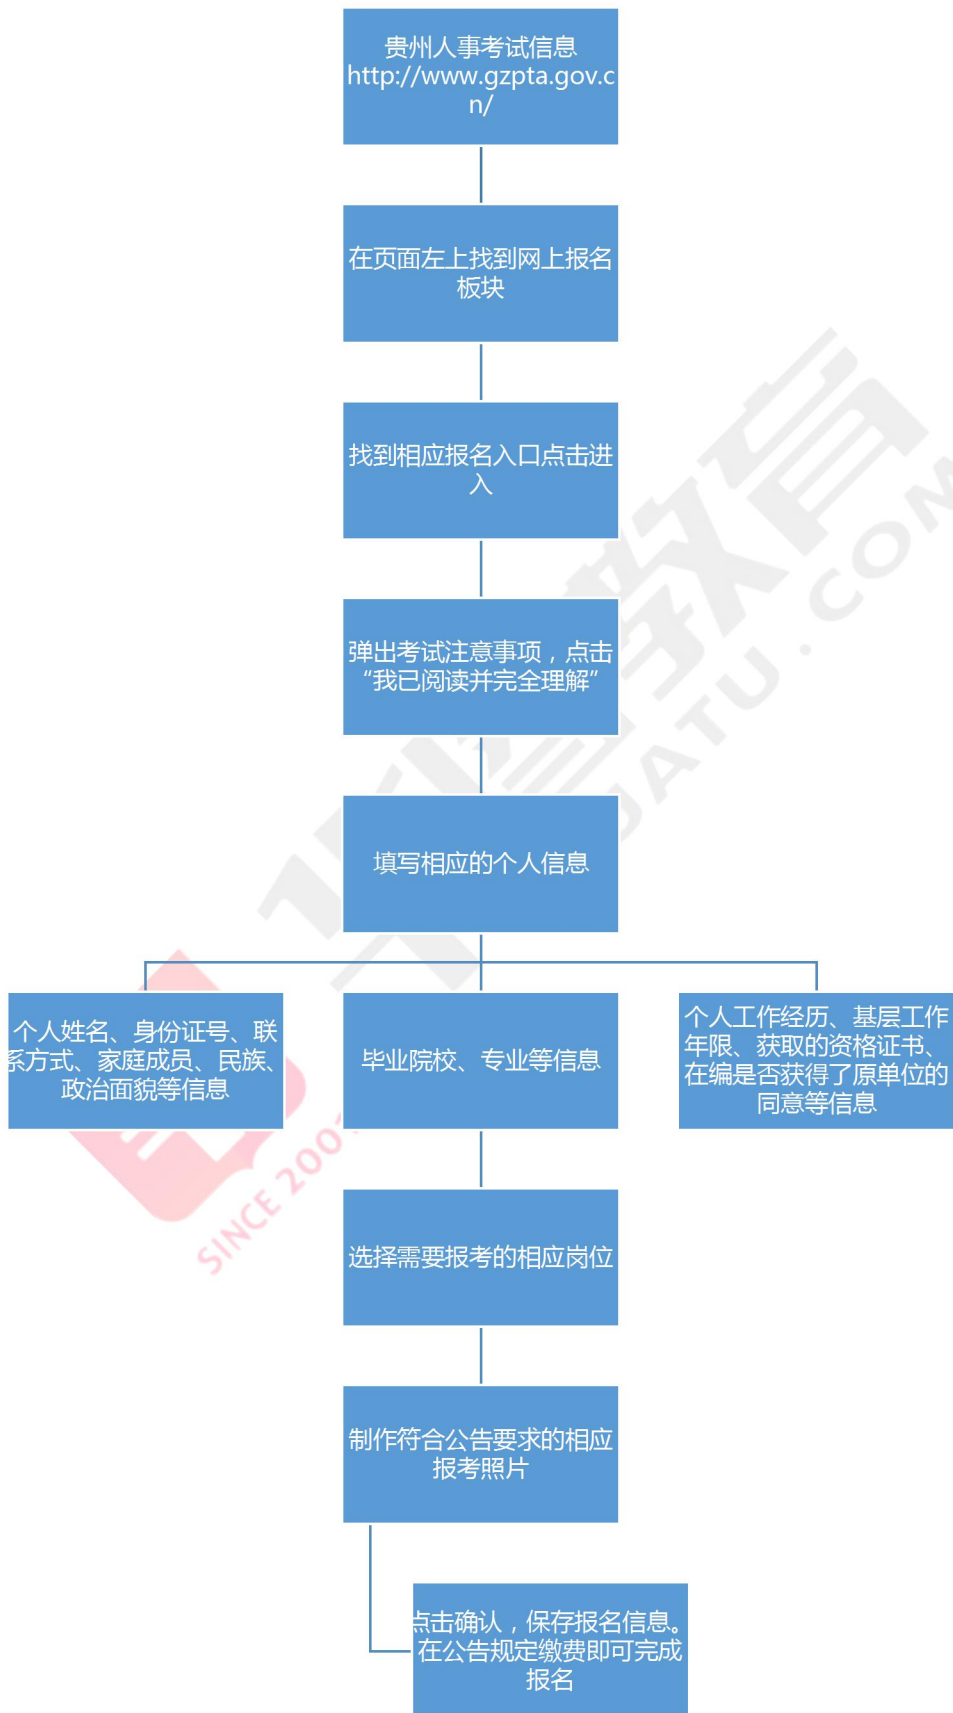 贵州人事考试信息
http://www.gzpta.gov.c
n/
在页面左上找到网上报名
板块
找到相应报名入口点击进
入
弹出考试注意事项，点击
“我已阅读并完全理解”
填写相应的个人信息
个人姓名、身份证号、联
系方式、家庭成员、民族、
政治面貌等信息
毕业院校、专业等信息
个人工作经历、基层工作
年限、获取的资格证书、
在编是否获得了原单位的
同意等信息
选择需要报考的相应岗位
制作符合公告要求的相应
报考照片
点击确认，保存报名信息。
在公告规定缴费即可完成
报名
教育
UATU.COM
SINCE 2001